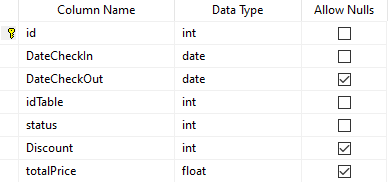 Column Name Data Type Allow Nulls
id int
DateCheckIn date
DateCheckOut date
idTable int
status int
Discount int
totalPrice float